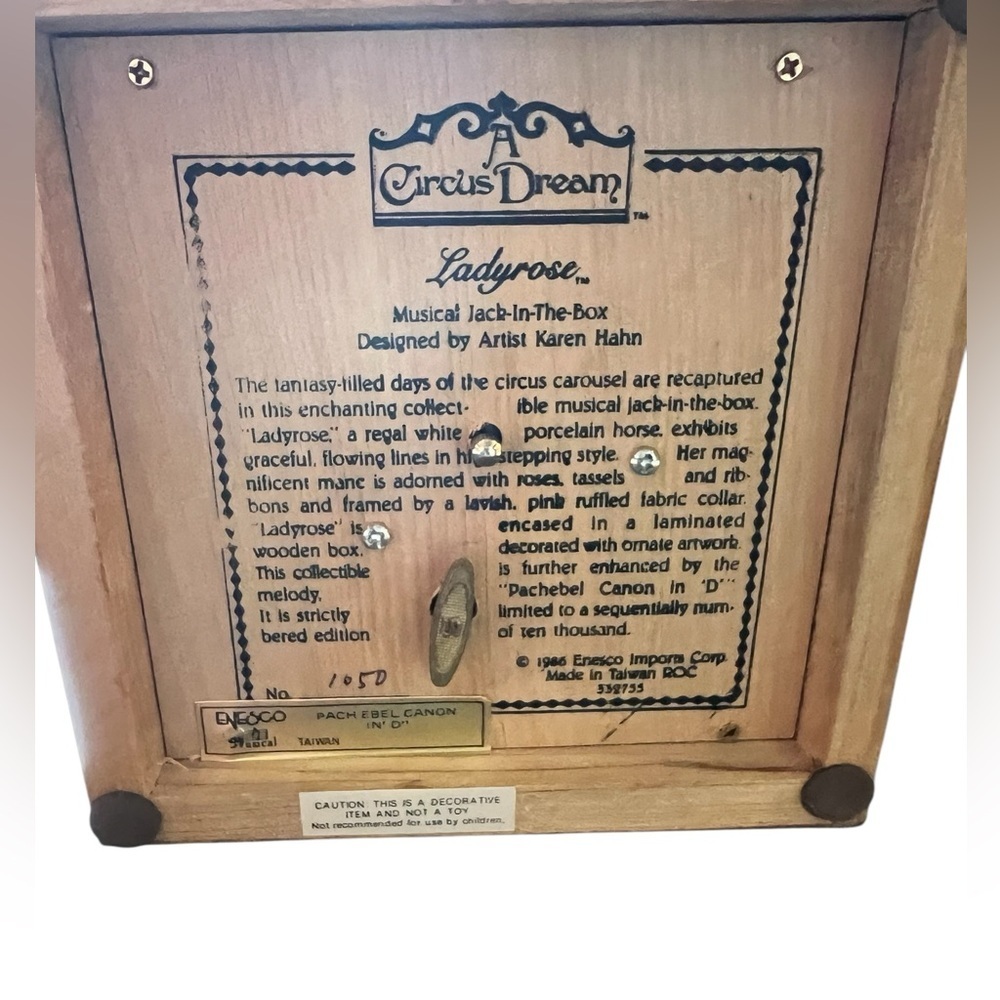 A
Circus Dream™
Ladyrose™
Musical Jack-In-The-Box
Designed by Artist Karen Hahn
The fantasy-filled days of the circus carousel are recaptured
in this enchanting collect- ible musical jack-in-the-box.
"Ladyrose," a regal white porcelain horse, exhibits
graceful, flowing lines in stepping style. Her mag-
nificent mane is adorned with roses, tassels and rib-
bons and framed by a lavish, pink ruffled fabric collar.
"Ladyrose" is encased in a laminated
wooden box, decorated with ornate artwork.
This collectible is further enhanced by the
melody, "Pachebel Canon in 'D'"
It is strictly limited to a sequentially num-
bered edition of ten thousand.
© 1986 Enesco Imports Corp.
Made in Taiwan ROC
No. 1050
ENESCO PACHEBEL CANON
IN' D"
Musical TAIWAN
CAUTION: THIS IS A DECORATIVE
ITEM AND NOT A TOY
Not recommended for use by children.